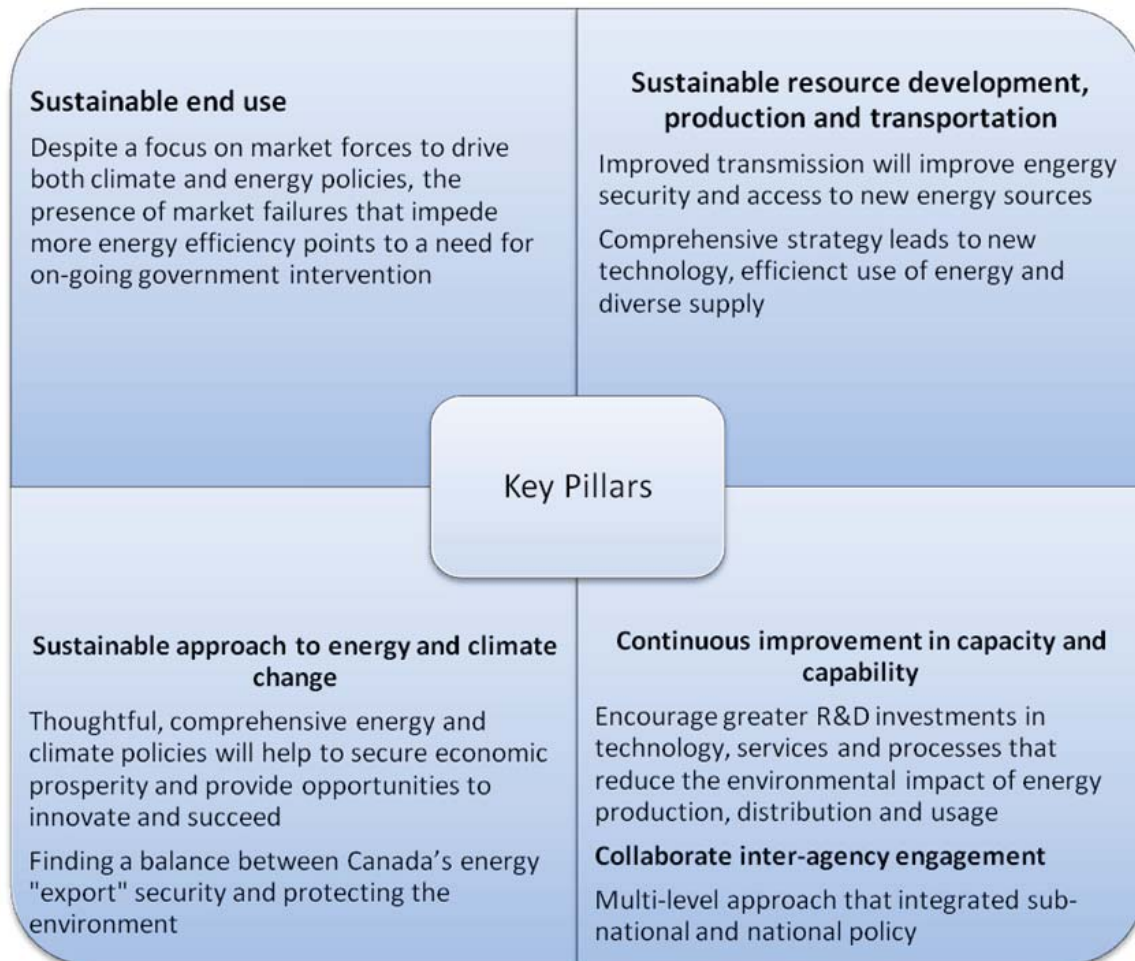 Sustainable end use
Despite a focus on market forces to drive
both climate and energy policies, the
presence of market failures that impede
more energy efficiency points to a need for
on-going government intervention
Sustainable resource development,
production and transportation
Improved transmission will improve engergy
security and access to new energy sources
Comprehensive strategy leads to new
technology, efficienct use of energy and
diverse supply
Key Pillars
Sustainable approach to energy and climate
change
Thoughtful, comprehensive energy and
climate policies will help to secure economic
prosperity and provide opportunities to
innovate and succeed
Finding a balance between Canada’s energy
"export" security and protecting the
environment
Continuous improvement in capacity and
capability
Encourage greater R&D investments in
technology, services and processes that
reduce the environmental impact of energy
production, distribution and usage
Collaborate inter-agency engagement
Multi-level approach that integrated sub-
national and national policy